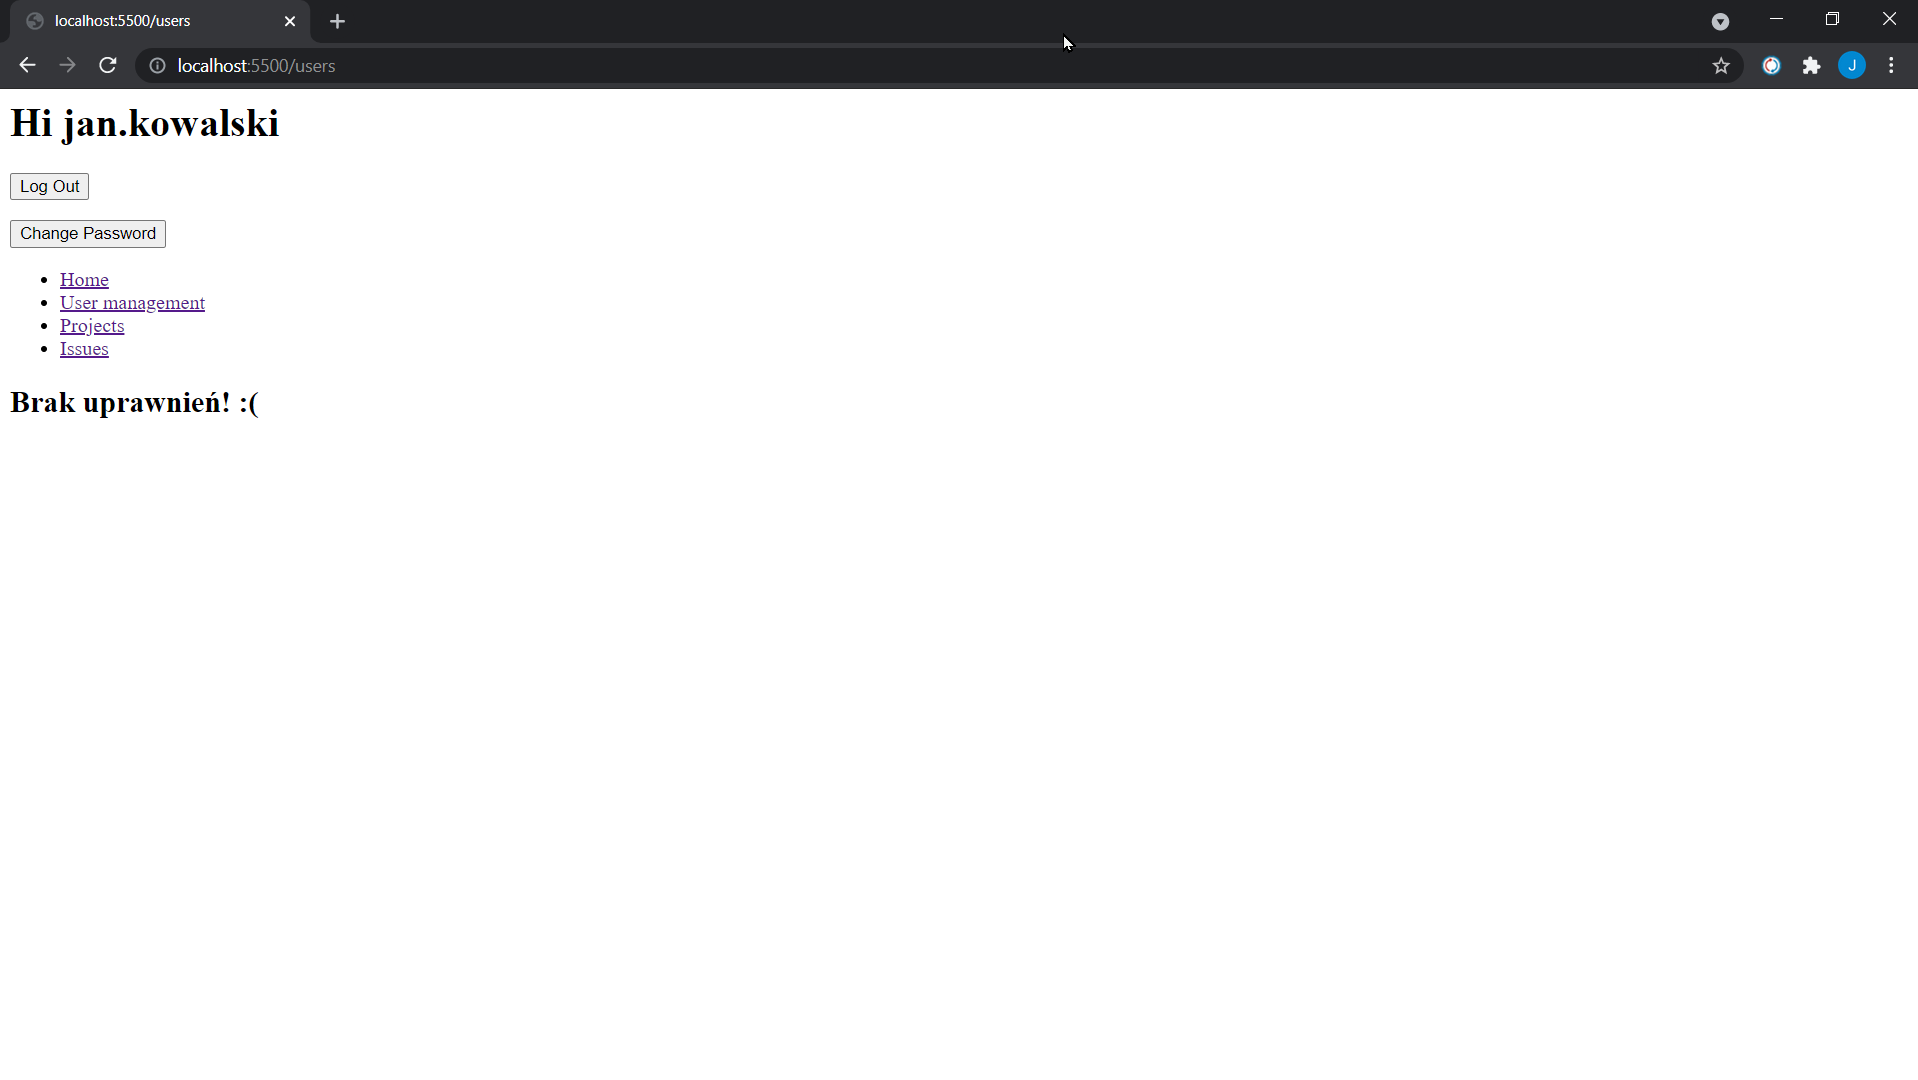 localhost:5500/users
localhost:5500/users
J
Hi jan.kowalski
Log Out
Change Password
Home
User management
Projects
Issues
Brak uprawnień! :(